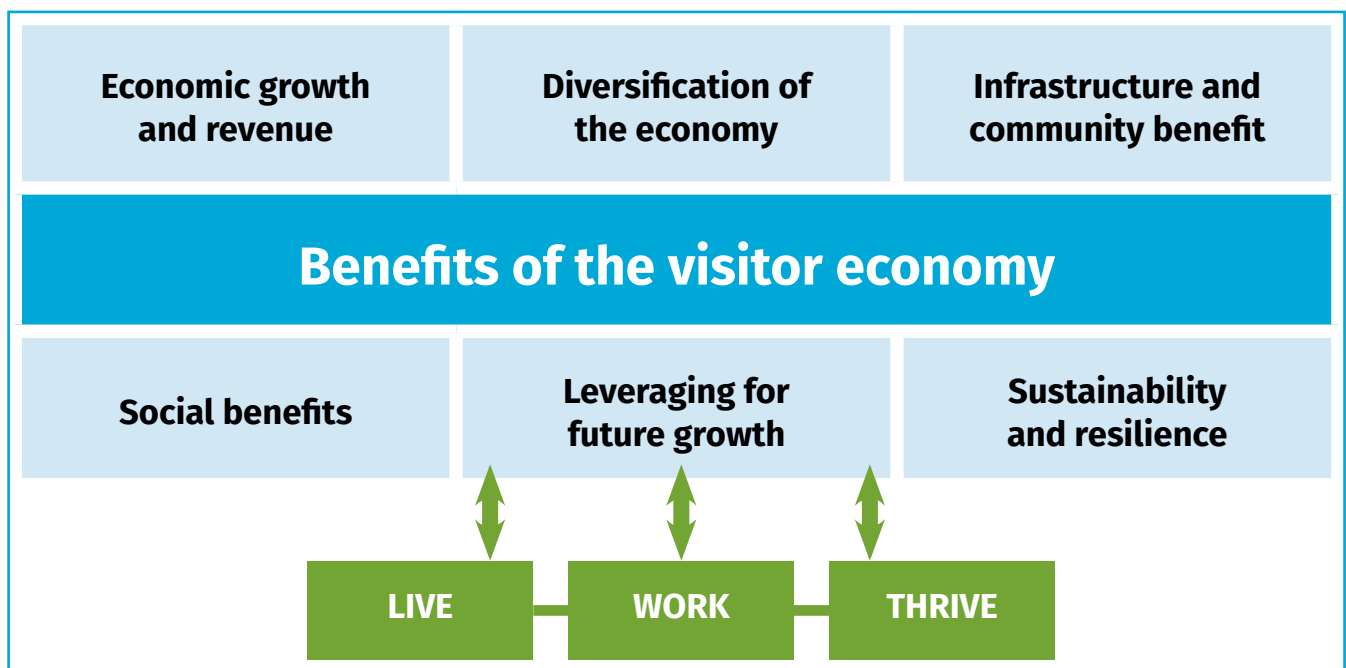 Economic growth
and revenue
Diversification of
the economy
Infrastructure and
community benefit
Benefits of the visitor economy
Social benefits
Leveraging for
future growth
Sustainability
and resilience
LIVE
WORK
THRIVE